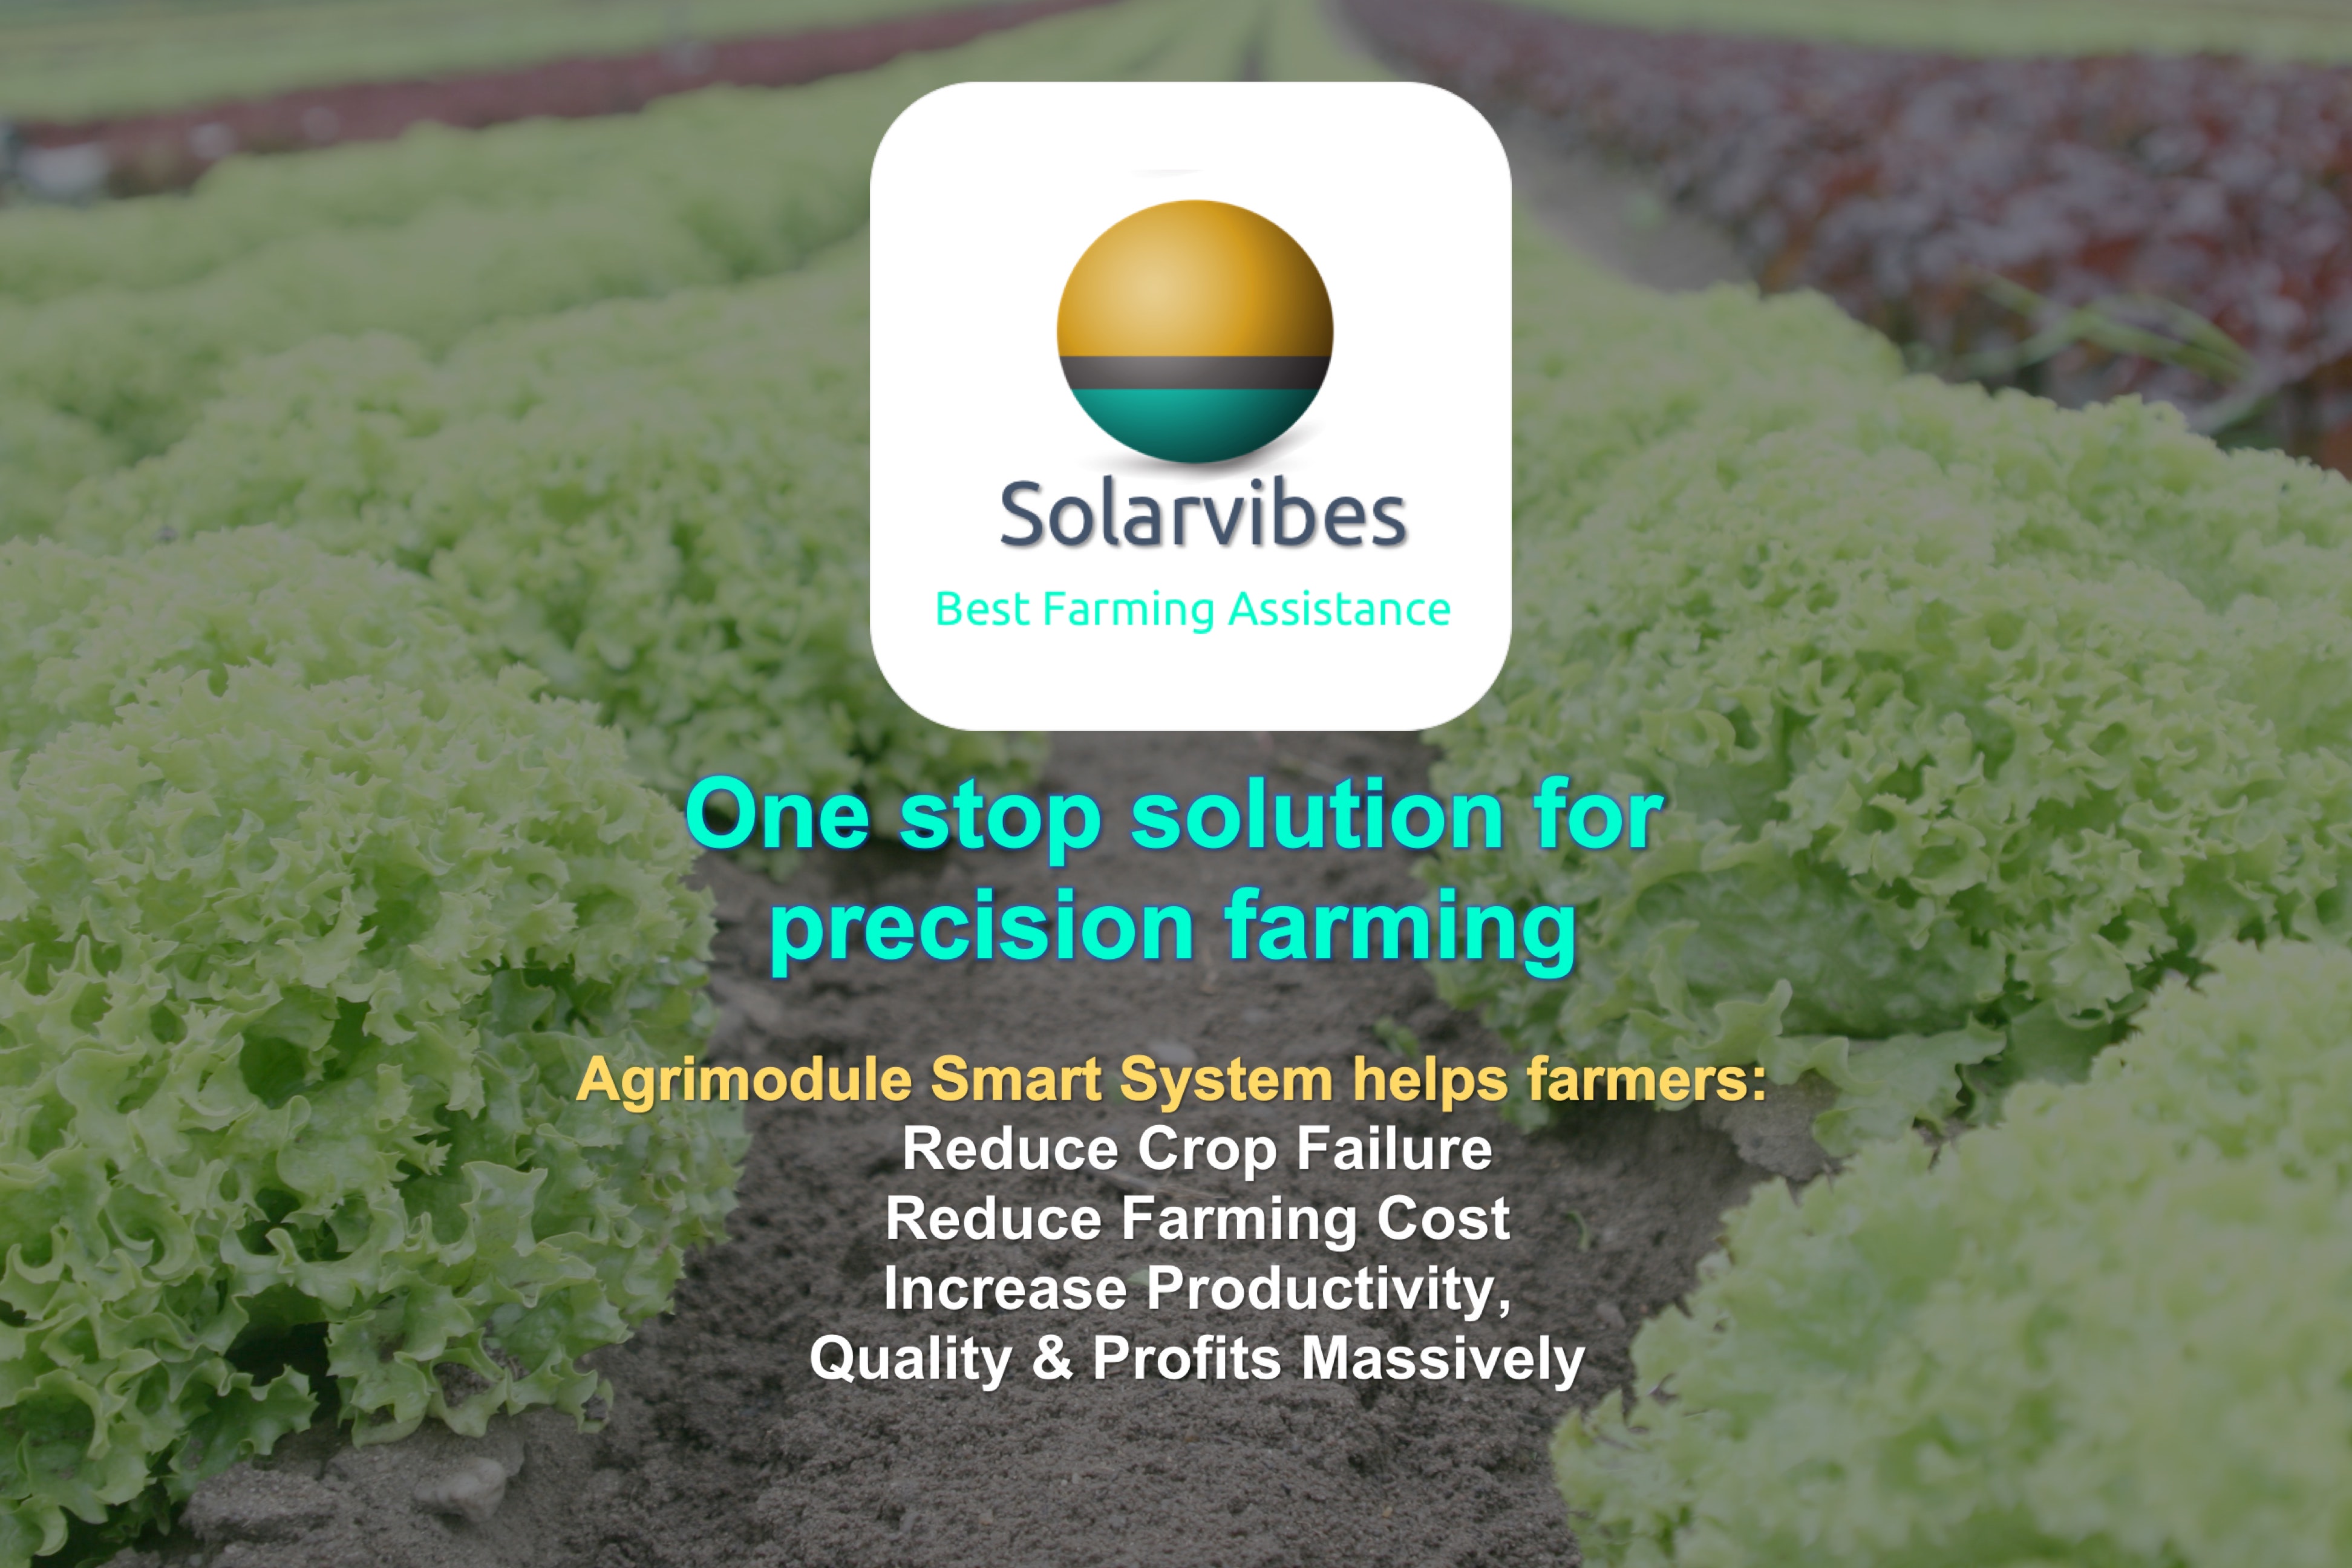 Solarvibes
Best Farming Assistance
One stop solution for
precision farming
Agrimodule Smart System helps farmers:
Reduce Crop Failure
Reduce Farming Cost
Increase Productivity,
Quality & Profits Massively